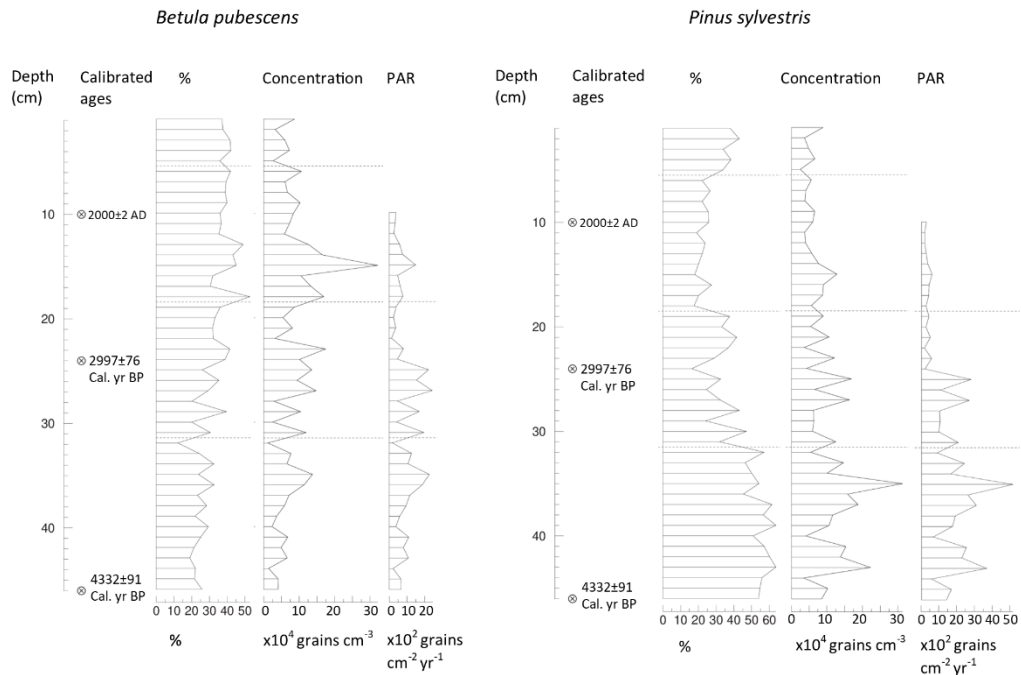 Betula pubescens
Depth
(cm)
Calibrated
ages
%
Concentration
PAR
10
20
30
40
2000±2 AD
2997±76
Cal. yr BP
4332±91
Cal. yr BP
0 10 20 30 40 50
0 10 20 30
0 10 20
%
x10⁴ grains cm⁻³
x10² grains
cm⁻² yr⁻¹
Pinus sylvestris
Depth
(cm)
Calibrated
ages
%
Concentration
PAR
10
20
30
40
2000±2 AD
2997±76
Cal. yr BP
4332±91
Cal. yr BP
0 10 20 30 40 50 60
0 10 20 30
0 10 20 30 40 50
%
x10⁴ grains cm⁻³
x10² grains
cm⁻² yr⁻¹